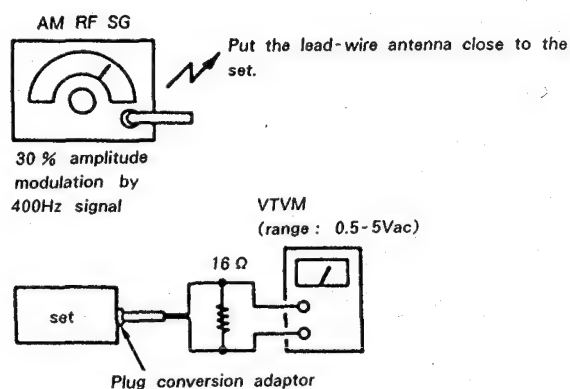 AM RF SG
Put the lead-wire antenna close to the
set.
30 % amplitude
modulation by
400Hz signal
VTVM
(range : 0.5-5Vac)
16 Ω
set
Plug conversion adaptor